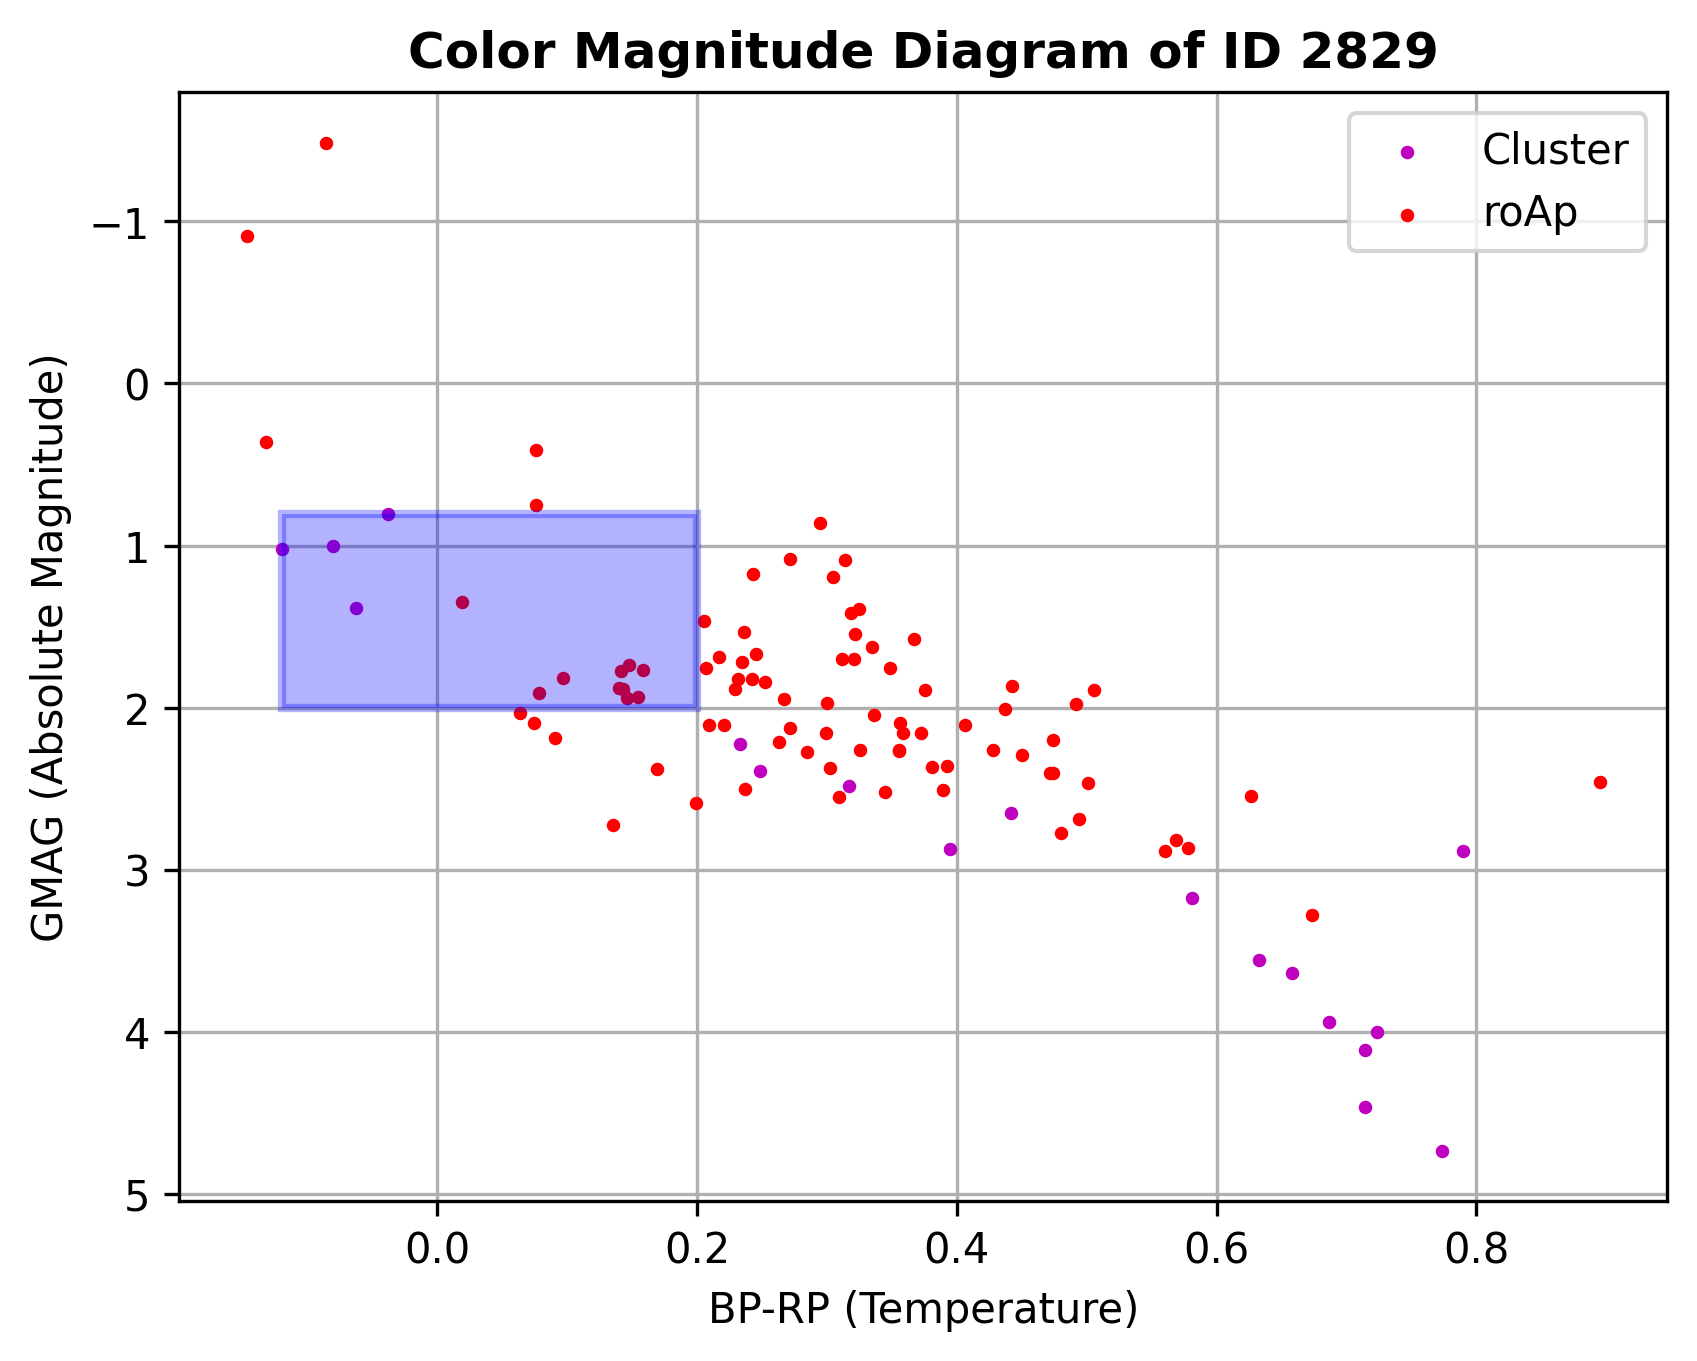 Color Magnitude Diagram of ID 2829
Cluster
roAp
GMAG (Absolute Magnitude)
−1
0
1
2
3
4
5
0.0 0.2 0.4 0.6 0.8
BP-RP (Temperature)